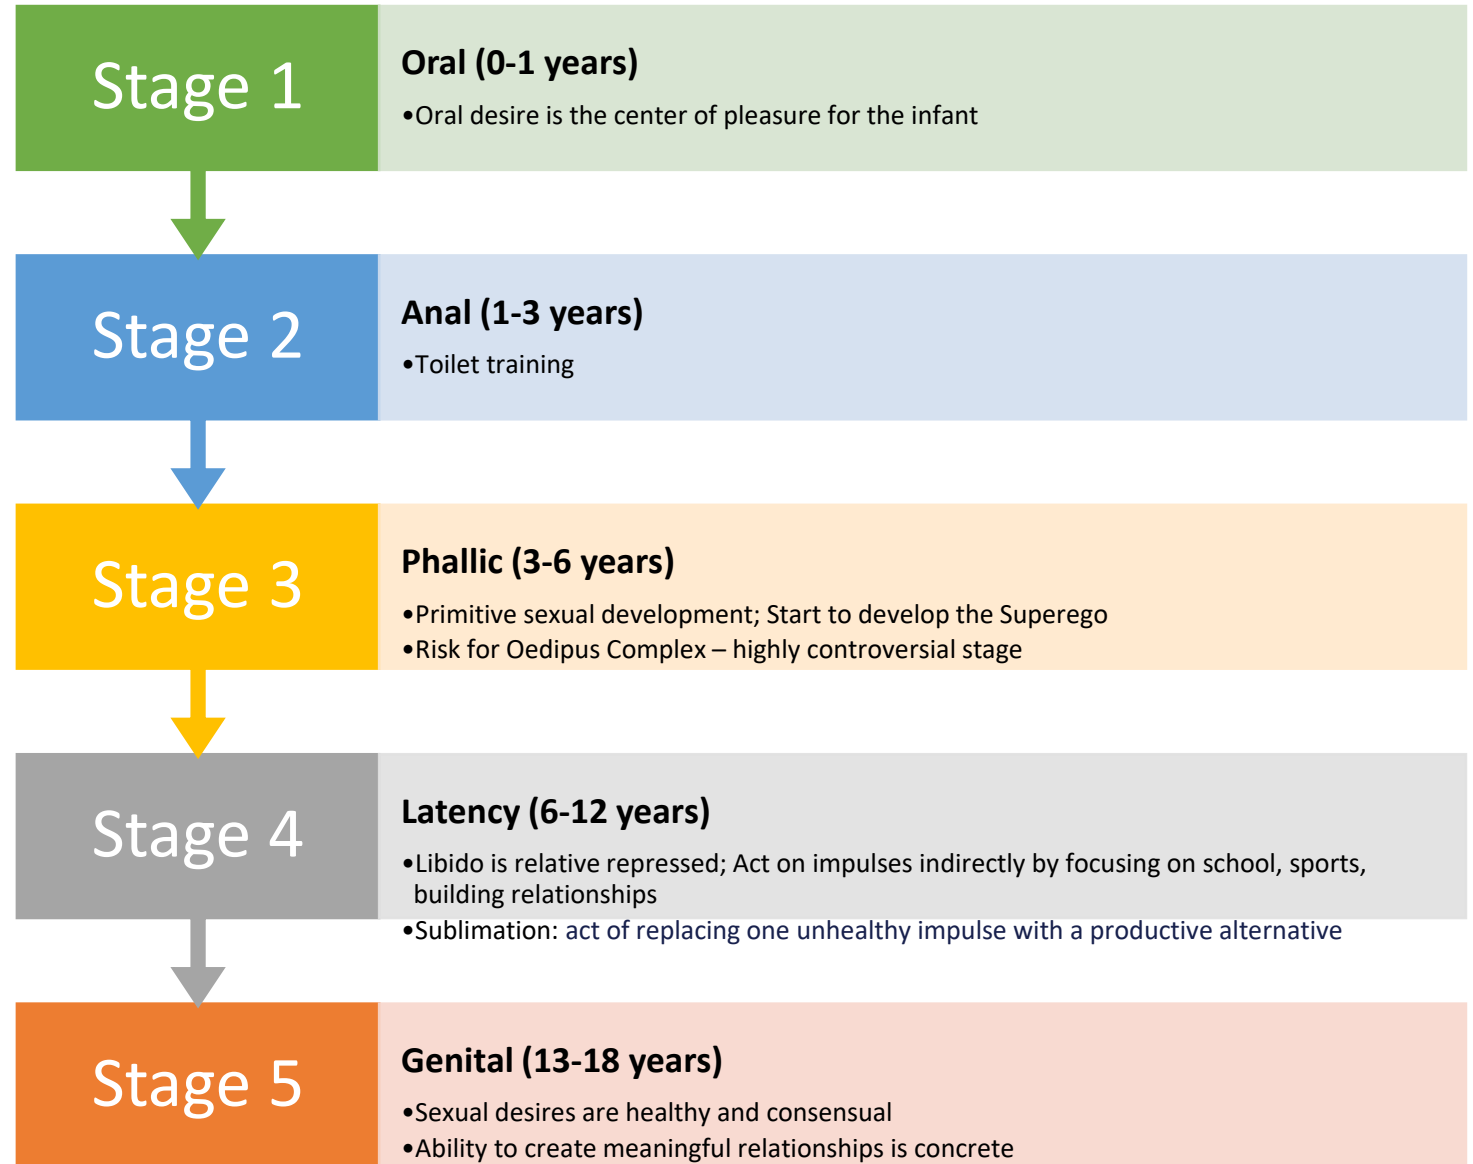 Stage 1
Oral (0-1 years)
•Oral desire is the center of pleasure for the infant
Stage 2
Anal (1-3 years)
•Toilet training
Stage 3
Phallic (3-6 years)
•Primitive sexual development; Start to develop the Superego
•Risk for Oedipus Complex – highly controversial stage
Stage 4
Latency (6-12 years)
•Libido is relative repressed; Act on impulses indirectly by focusing on school, sports,
building relationships
•Sublimation: act of replacing one unhealthy impulse with a productive alternative
Stage 5
Genital (13-18 years)
•Sexual desires are healthy and consensual
•Ability to create meaningful relationships is concrete